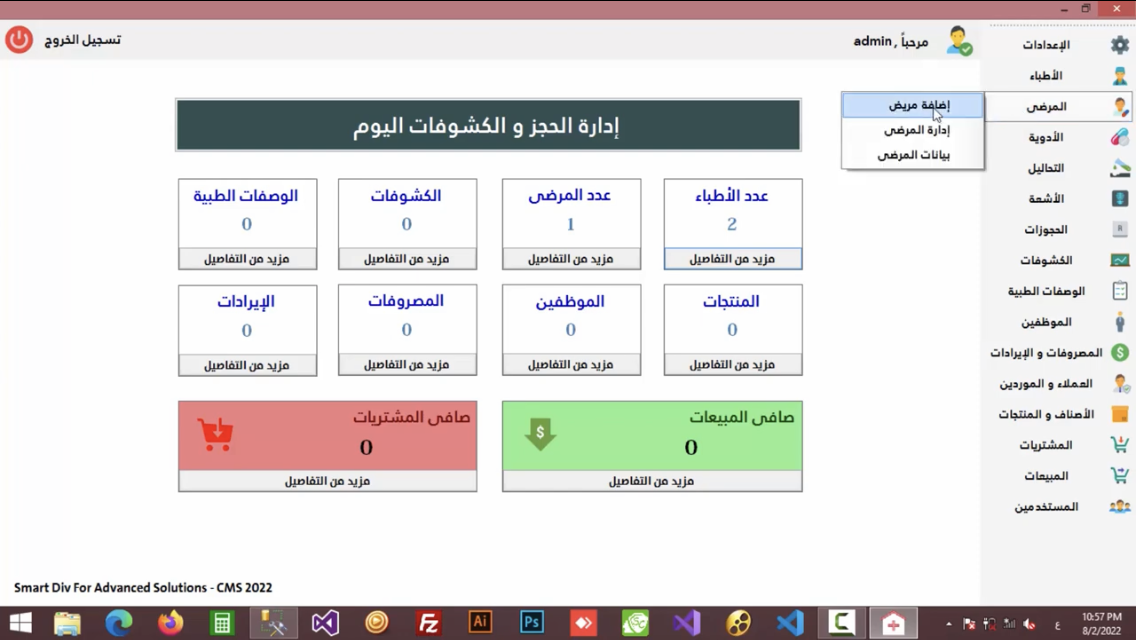 مرحباً , admin
تسجيل الخروج
الإعدادات
الأطباء
المرضى
الأدوية
التحاليل
الأشعة
الحجوزات
الكشوفات
الوصفات الطبية
الموظفين
المصروفات و الإيرادات
العملاء و الموردين
الأصناف و المنتجات
المشتريات
المبيعات
المستخدمين
إضافة مريض
إدارة المرضى
بيانات المرضى
إدارة الحجز و الكشوفات اليوم
عدد الأطباء
2
مزيد من التفاصيل
عدد المرضى
1
مزيد من التفاصيل
الكشوفات
0
مزيد من التفاصيل
الوصفات الطبية
0
مزيد من التفاصيل
المنتجات
0
مزيد من التفاصيل
الموظفين
0
مزيد من التفاصيل
المصروفات
0
مزيد من التفاصيل
الإيرادات
0
مزيد من التفاصيل
صافى المبيعات
0
مزيد من التفاصيل
صافى المشتريات
0
مزيد من التفاصيل
Smart Div For Advanced Solutions - CMS 2022
Fz
Ai
Ps
ع
10:57 PM
8/2/2022